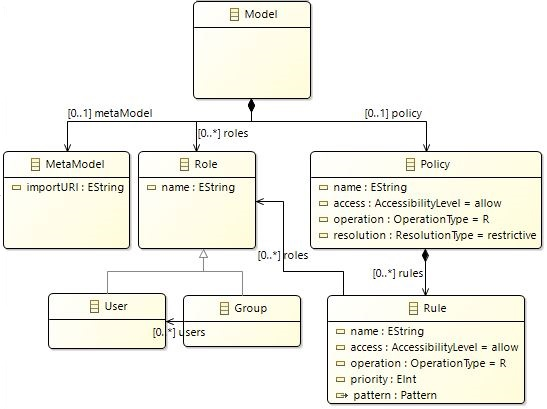 Model
[0..1] metaModel
[0..*] roles
[0..1] policy
MetaModel
importURI : EString
Role
name : EString
Policy
name : EString
access : AccessibilityLevel = allow
operation : OperationType = R
resolution : ResolutionType = restrictive
[0..*] roles
[0..*] rules
User
Group
[0..*] users
Rule
name : EString
access : AccessibilityLevel = allow
operation : OperationType = R
priority : EInt
pattern : Pattern